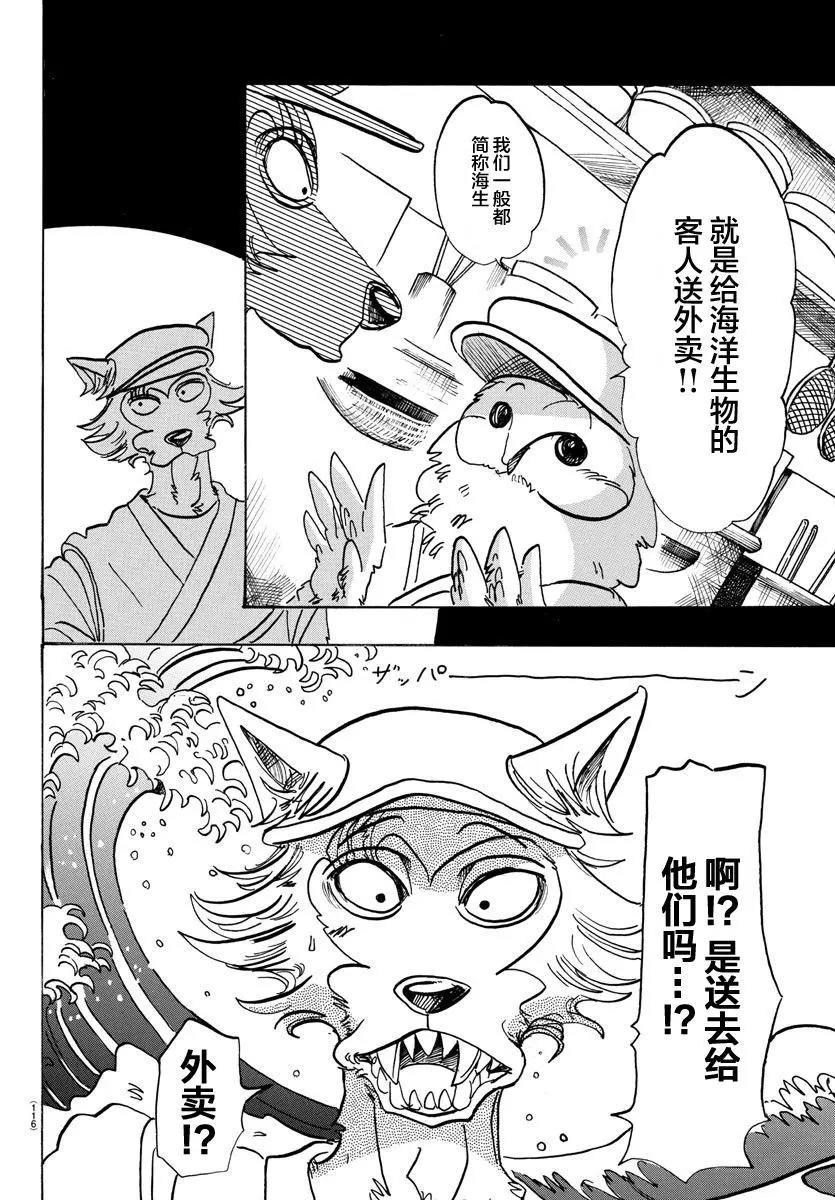 就是给海洋生物的
客人送外卖!!
我们一般都
简称海生
ザッパーン
啊!? 是送去给
他们吗…!?
外卖!?
116